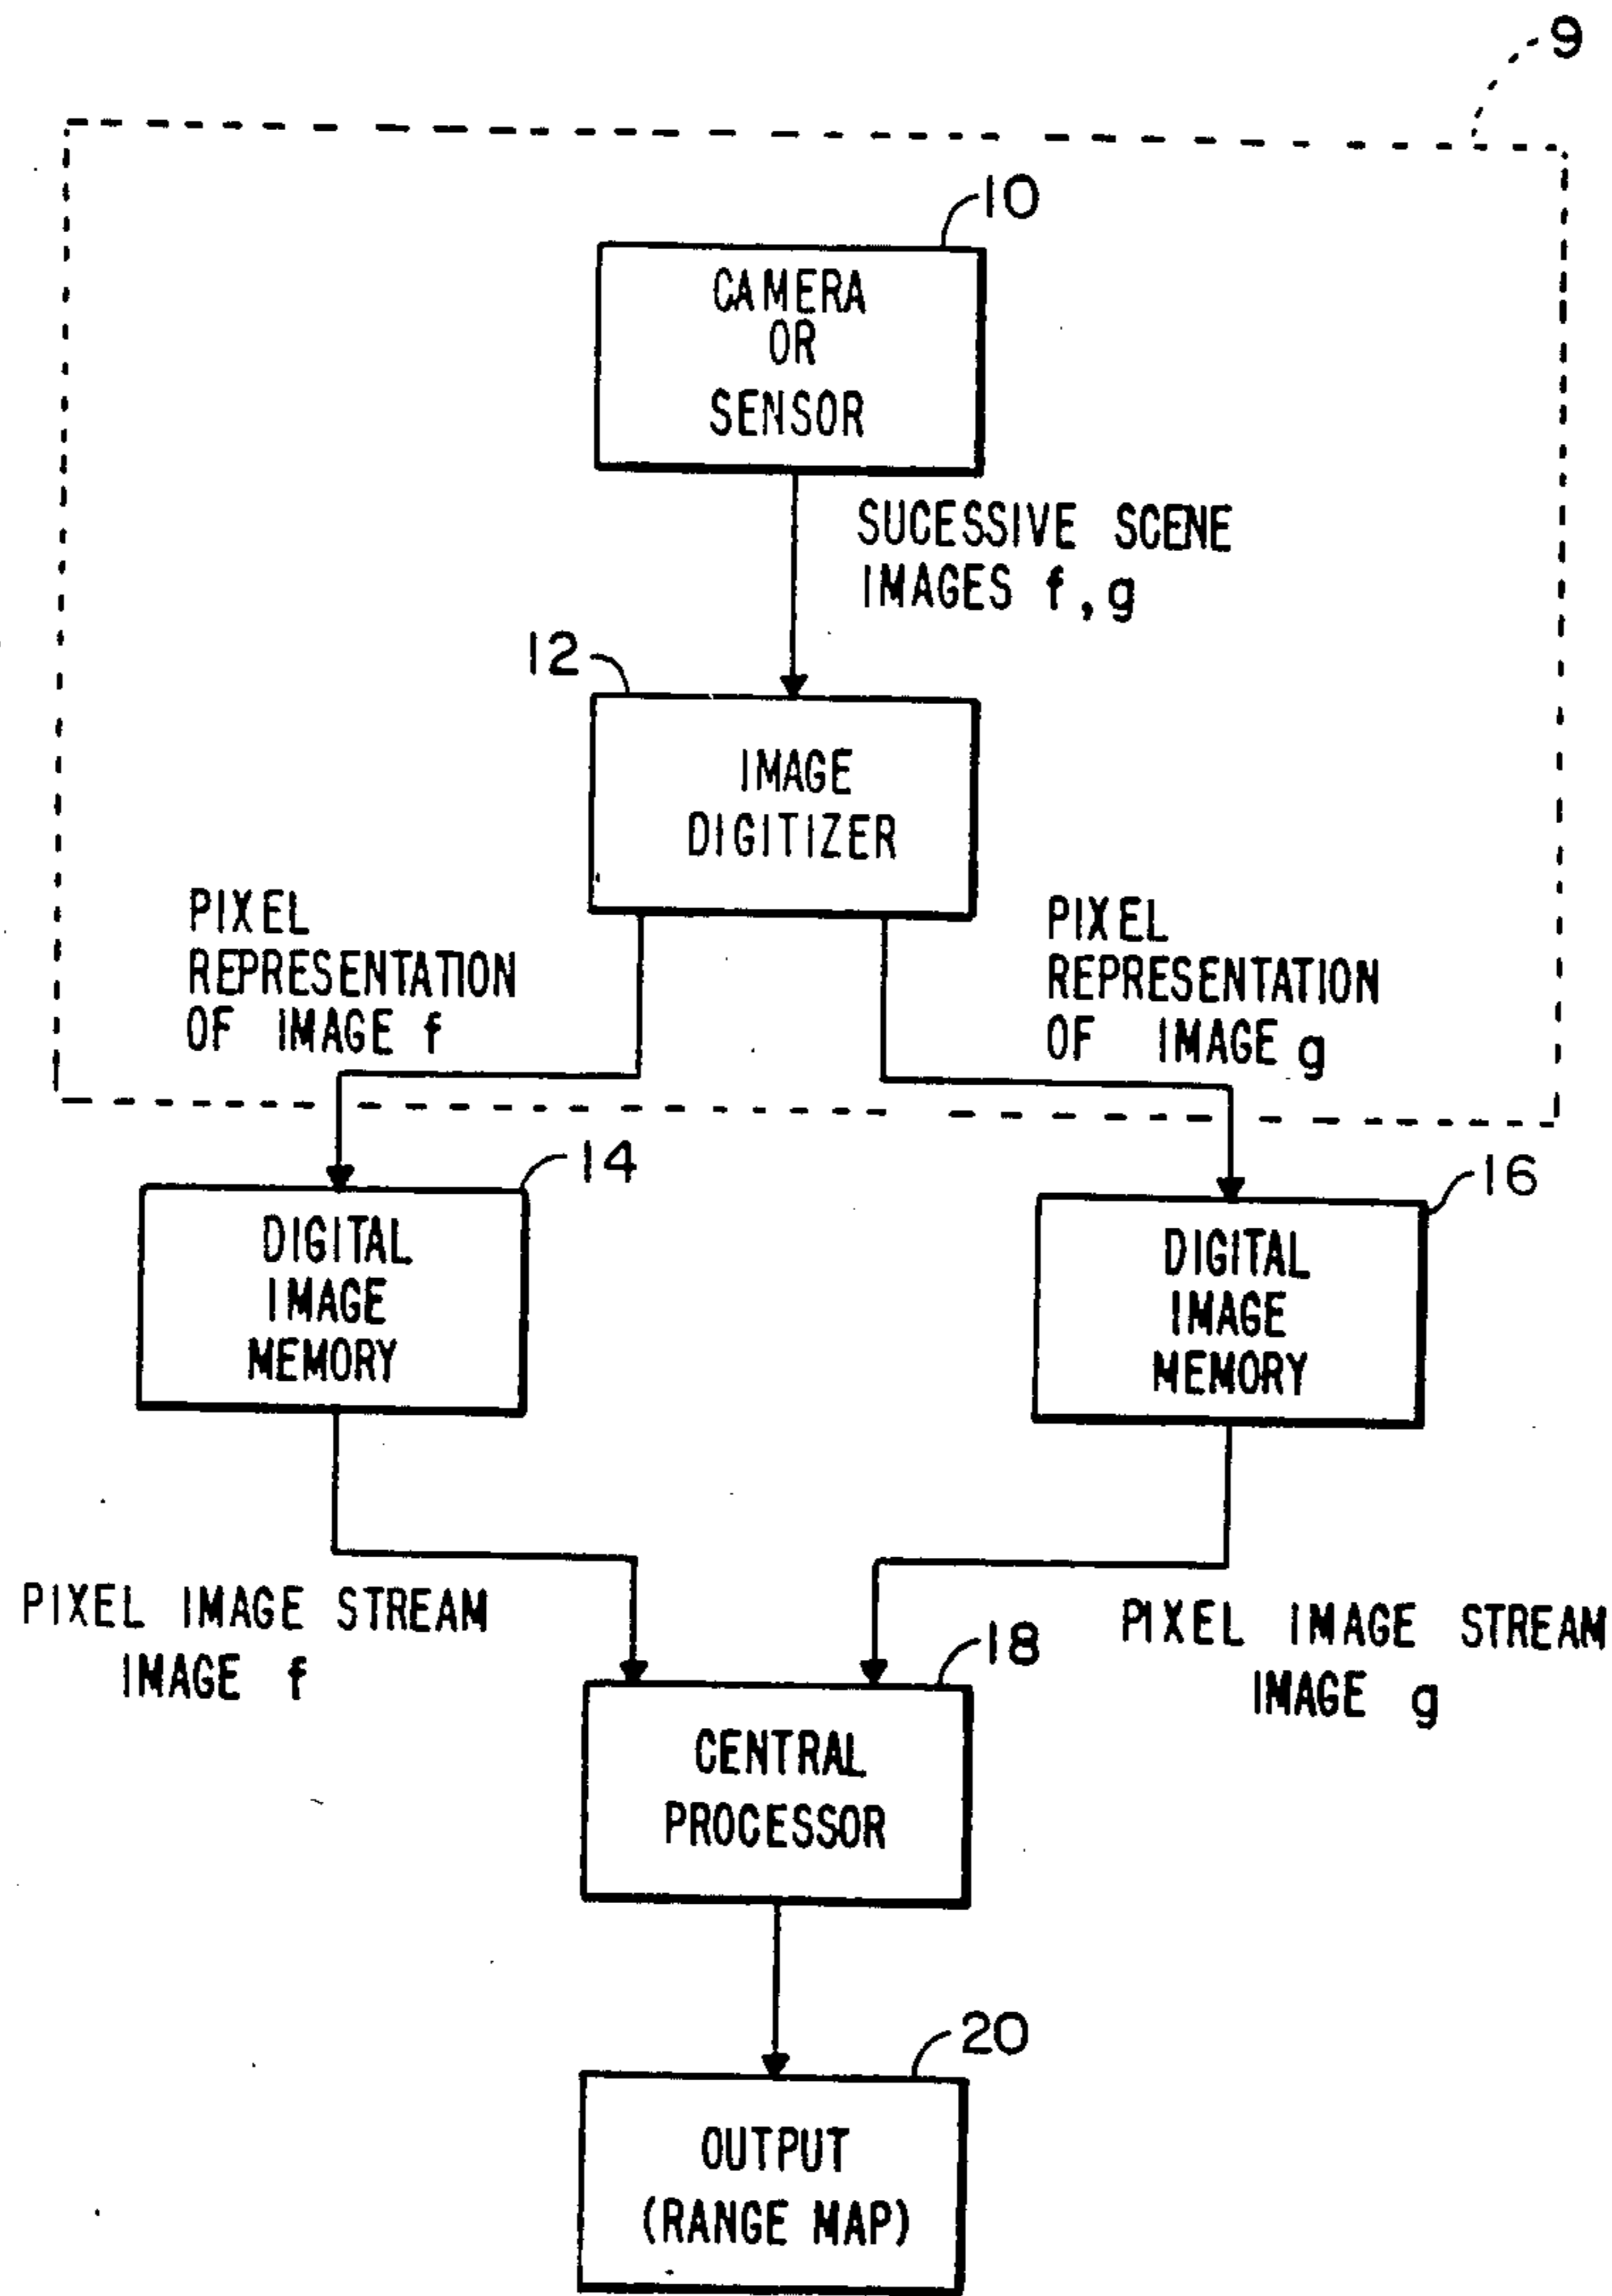 9
10
CAMERA
OR
SENSOR
SUCESSIVE SCENE
IMAGES f,g
12
IMAGE
DIGITIZER
PIXEL
REPRESENTATION
OF IMAGE f
PIXEL
REPRESENTATION
OF IMAGE g
14
DIGITAL
IMAGE
MEMORY
16
DIGITAL
IMAGE
MEMORY
PIXEL IMAGE STREAM
IMAGE f
PIXEL IMAGE STREAM
IMAGE g
18
CENTRAL
PROCESSOR
20
OUTPUT
(RANGE MAP)